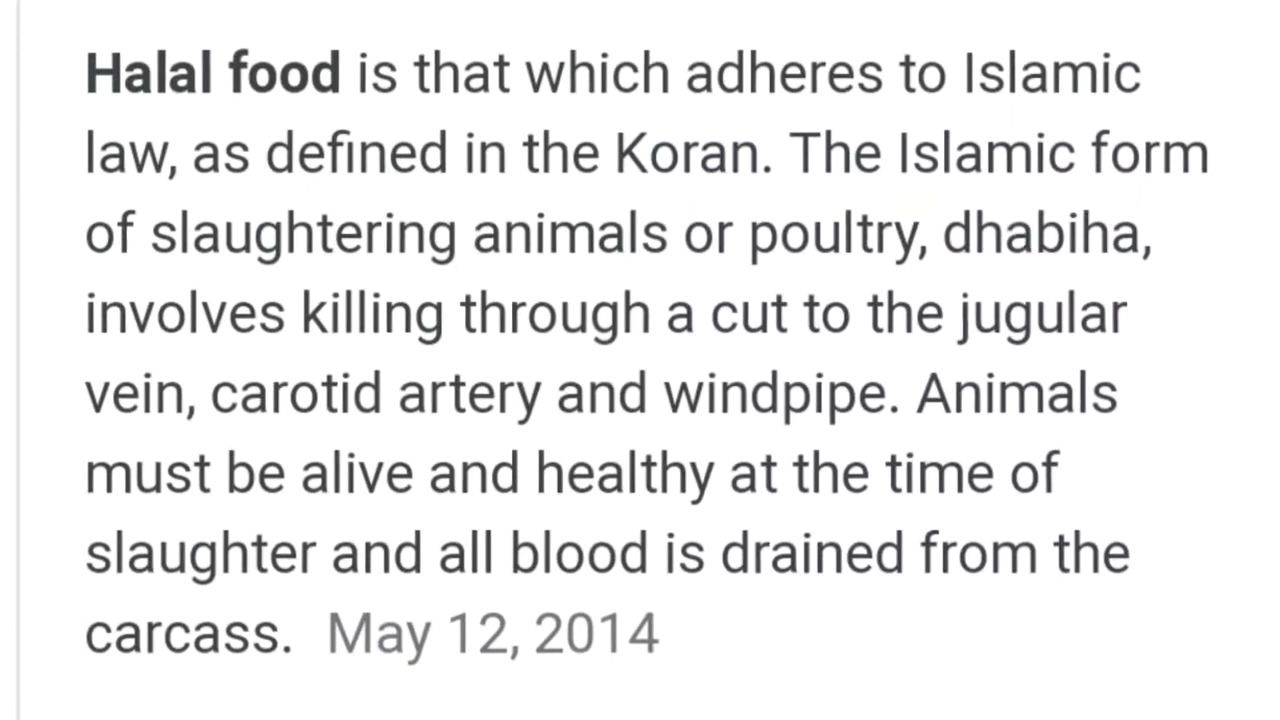 Halal food is that which adheres to Islamic
law, as defined in the Koran. The Islamic form
of slaughtering animals or poultry, dhabiha,
involves killing through a cut to the jugular
vein, carotid artery and windpipe. Animals
must be alive and healthy at the time of
slaughter and all blood is drained from the
carcass. May 12, 2014